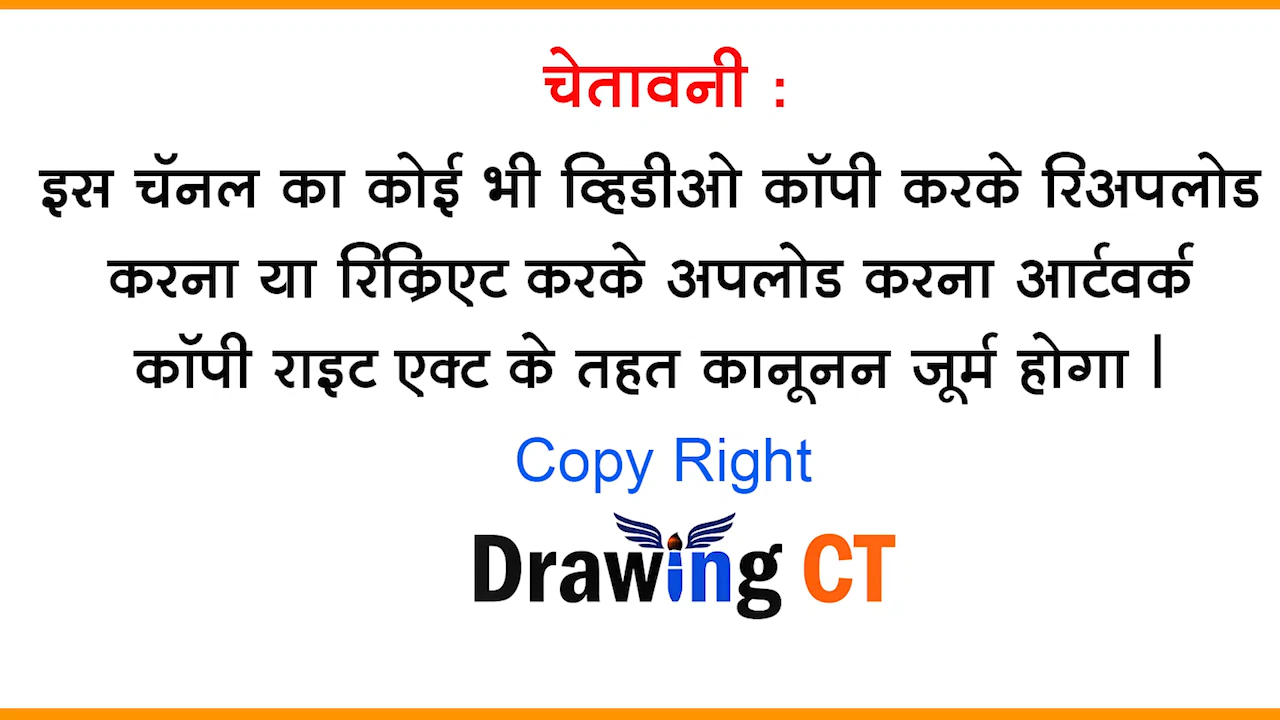 चेतावनी :
इस चॅनल का कोई भी व्हिडीओ कॉपी करके रिअपलोड
करना या रिक्रिएट करके अपलोड करना आर्टवर्क
कॉपी राइट एक्ट के तहत कानूनन जूर्म होगा |
Copy Right
Drawing CT